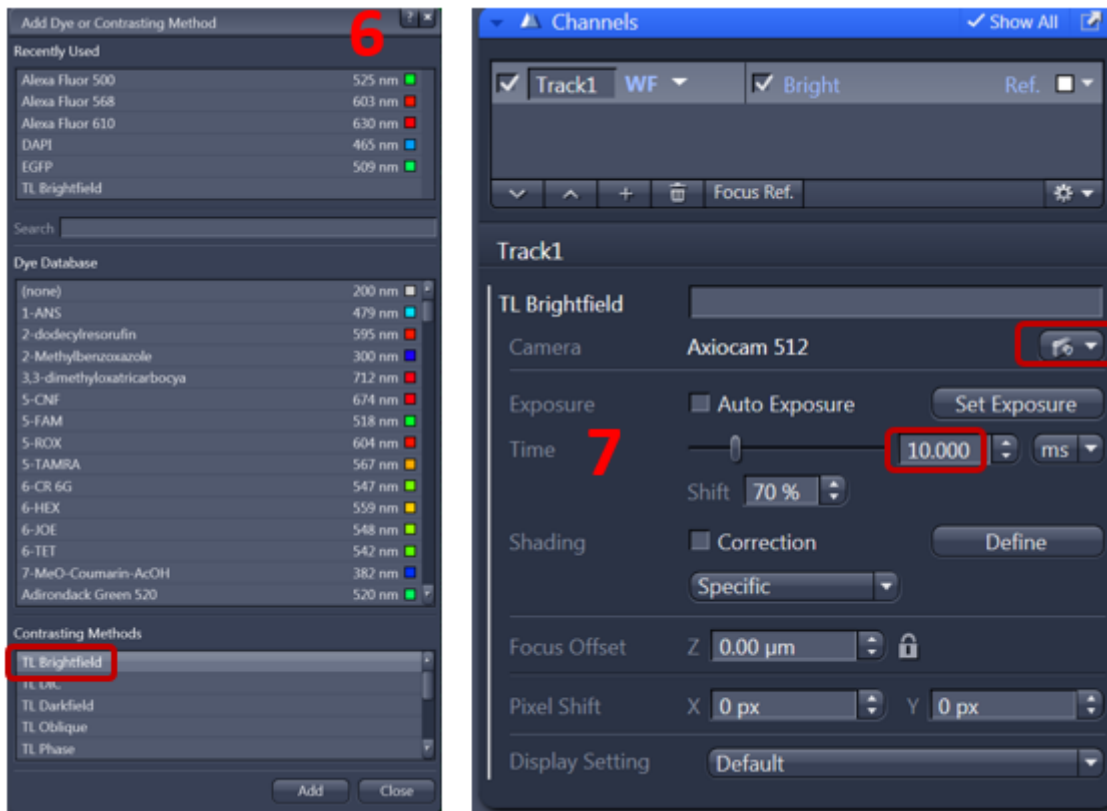 Add Dye or Contrasting Method ? ×
6
Recently Used
Alexa Fluor 500 525 nm
Alexa Fluor 568 603 nm
Alexa Fluor 610 630 nm
DAPI 465 nm
EGFP 509 nm
TL Brightfield
Search
Dye Database
(none) 200 nm
1-ANS 479 nm
2-dodecylresorufin 595 nm
2-Methylbenzoxazole 300 nm
3,3-dimethyloxatricarbocya 712 nm
5-CNF 674 nm
5-FAM 518 nm
5-ROX 604 nm
5-TAMRA 567 nm
6-CR 6G 547 nm
6-HEX 559 nm
6-JOE 548 nm
6-TET 542 nm
7-MeO-Coumarin-AcOH 382 nm
Adirondack Green 520 520 nm
Contrasting Methods
TL Brightfield
TL DIC
TL Darkfield
TL Oblique
TL Phase
Add Close
Channels Show All
Track1 WF Bright Ref.
Focus Ref.
Track1
TL Brightfield
Camera Axiocam 512
Exposure Auto Exposure Set Exposure
Time 7 10.000 ms
Shift 70 %
Shading Correction Define
Specific
Focus Offset Z 0.00 μm
Pixel Shift X 0 px Y 0 px
Display Setting Default